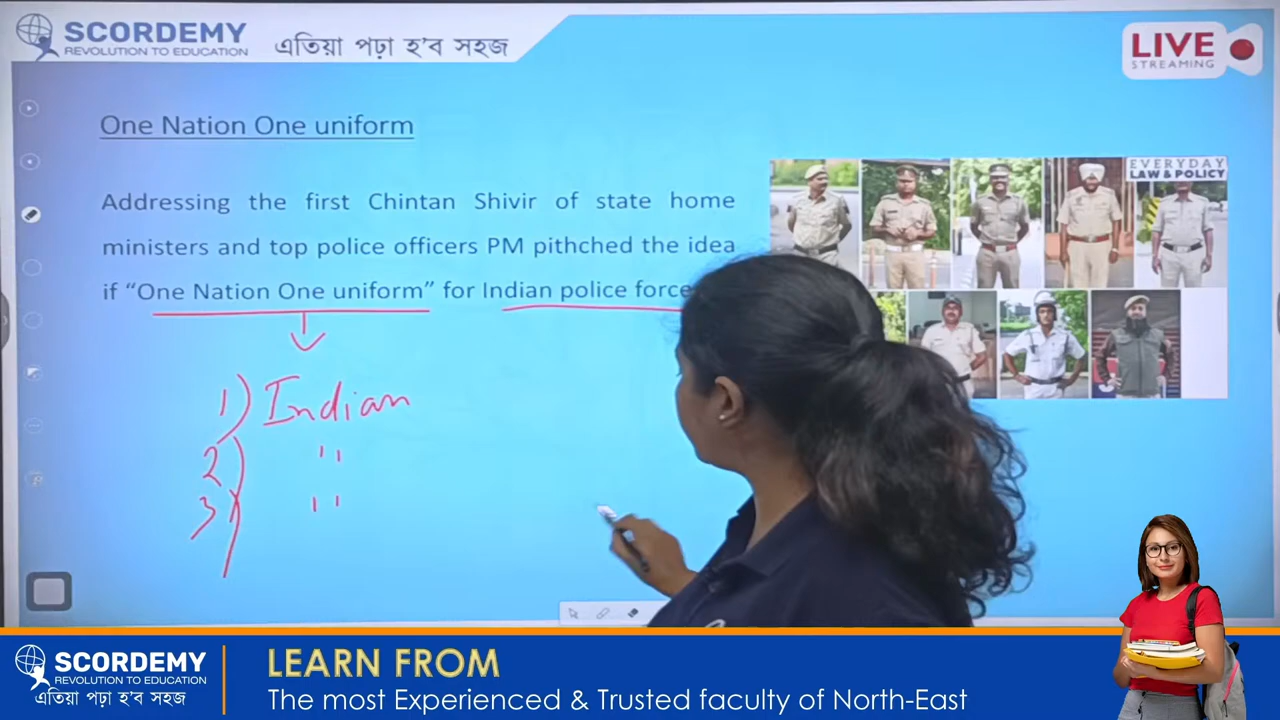 SCORDEMY
REVOLUTION TO EDUCATION
এতিয়া পঢ়া হ'ব সহজ
LIVE
STREAMING
One Nation One uniform
EVERYDAY
LAW & POLICY
Addressing the first Chintan Shivir of state home
ministers and top police officers PM pithched the idea
if “One Nation One uniform” for Indian police force
1) Indian
2) "
3) "
SCORDEMY
REVOLUTION TO EDUCATION
এতিয়া পঢ়া হ'ব সহজ
LEARN FROM
The most Experienced & Trusted faculty of North-East